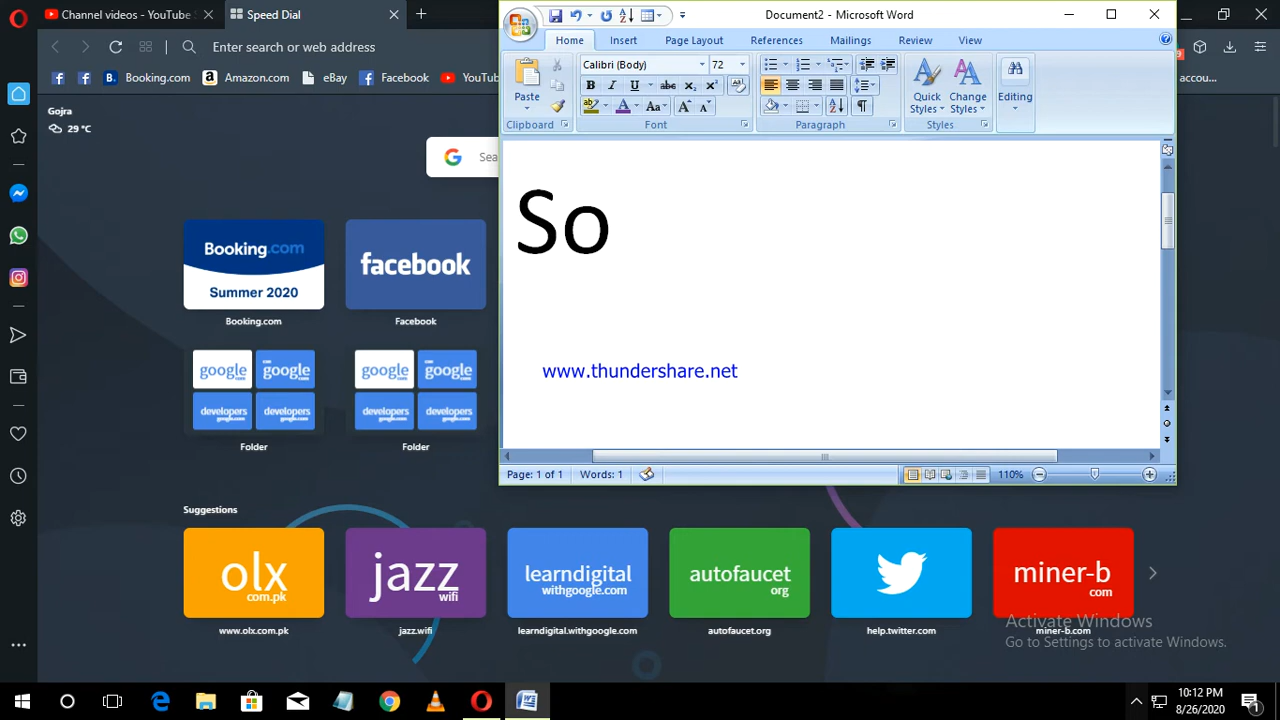 Channel videos - YouTube
Speed Dial
Document2 - Microsoft Word
Enter search or web address
Home Insert Page Layout References Mailings Review View
Booking.com Amazon.com eBay Facebook YouTub
accou...
Calibri (Body) 72
Paste
Quick Styles
Change Styles
Editing
Clipboard Font Paragraph Styles
Gojra
29 °C
Sea
So
www.thundershare.net
Booking.com
Summer 2020
facebook
Booking.com Facebook
google google google google
developers developers developers developers
Folder Folder
Page: 1 of 1 Words: 1 110%
Suggestions
olx
com.pk
jazz
wifi
learndigital
withgoogle.com
autofaucet
org
miner-b
com
www.olx.com.pk jazz.wifi learndigital.withgoogle.com autofaucet.org help.twitter.com miner-b.com
Activate Windows
Go to Settings to activate Windows.
10:12 PM
8/26/2020